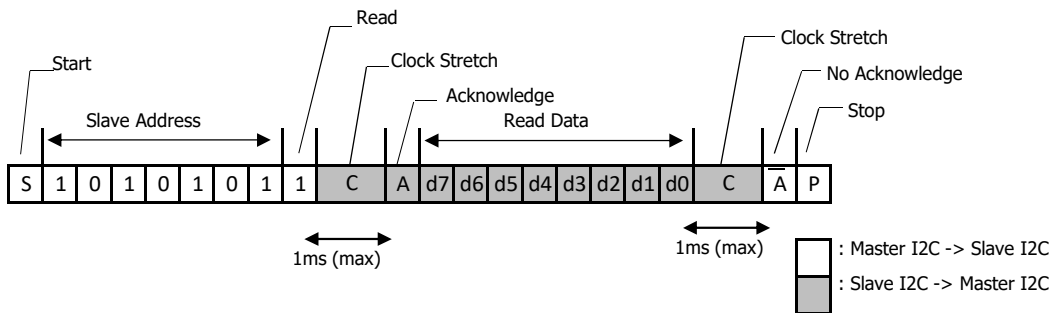 Read
Clock Stretch
Start
Clock Stretch
No Acknowledge
Acknowledge
Slave Address
Read Data
Stop
S 1 0 1 0 1 0 1 1 C A d7 d6 d5 d4 d3 d2 d1 d0 C A̅ P
1ms (max)
1ms (max)
: Master I2C -> Slave I2C
: Slave I2C -> Master I2C